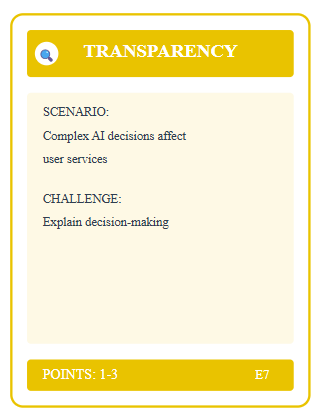 TRANSPARENCY
SCENARIO:
Complex AI decisions affect
user services
CHALLENGE:
Explain decision-making
POINTS: 1-3
E7